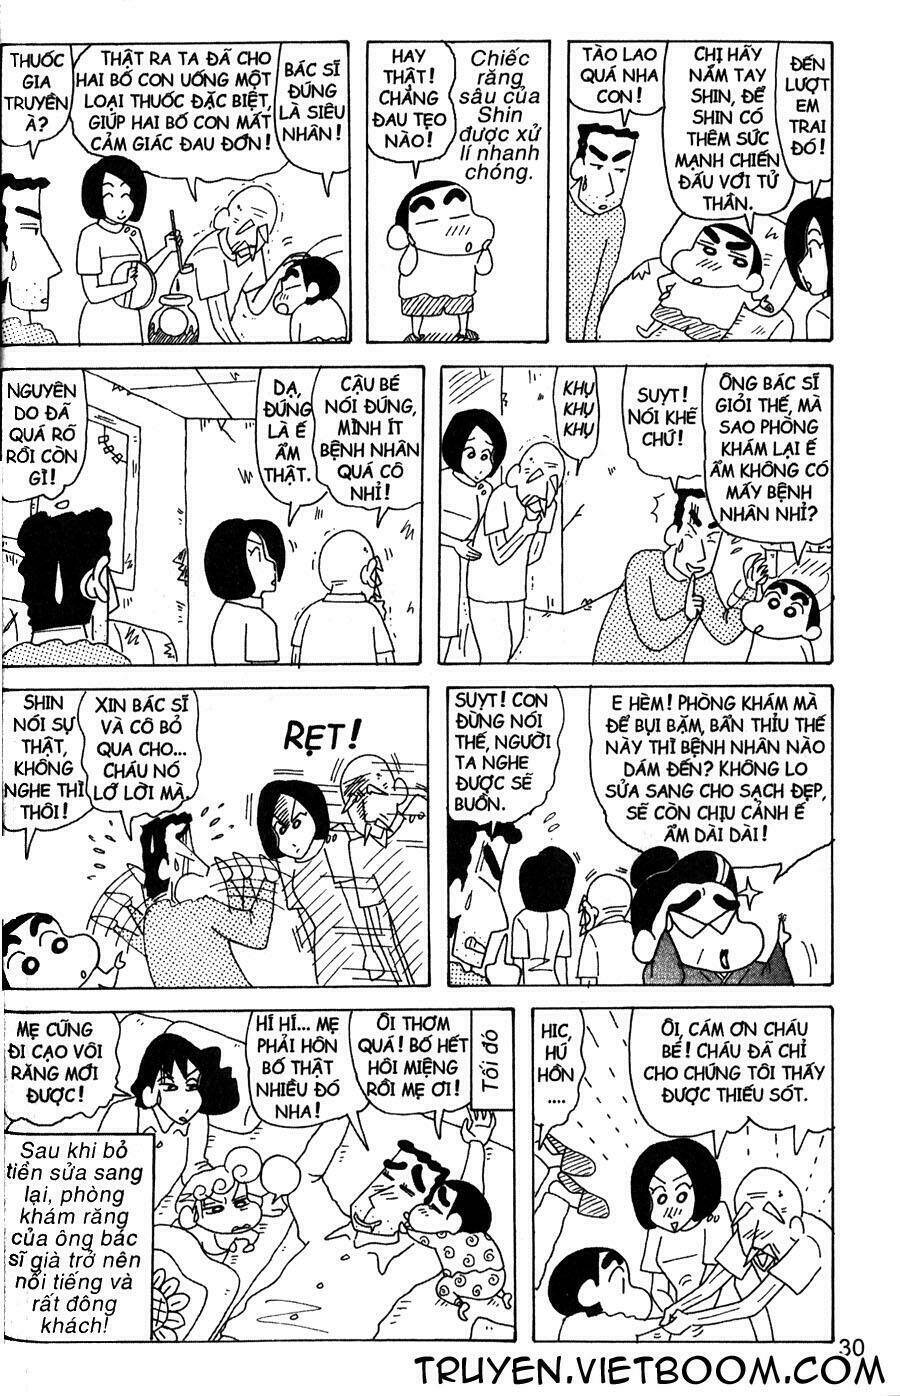 ĐẾN
LƯỢT
EM
TRAI
ĐÓ!
CHỊ HÃY
NẮM TAY
SHIN, ĐỂ
SHIN CÓ
THÊM SỨC
MẠNH CHIẾN
ĐẤU VỚI TỬ
THẦN.
TÀO LAO
QUÁ NHA
CON!
Chiếc
răng
sâu của
Shin
được xử
lí nhanh
chóng.
HAY
THẬT!
CHẲNG
ĐAU TẸO
NÀO!
BÁC SĨ
ĐÚNG
LÀ SIÊU
NHÂN!
THẬT RA TA ĐÃ CHO
HAI BỐ CON UỐNG MỘT
LOẠI THUỐC ĐẶC BIỆT,
GIÚP HAI BỐ CON MẤT
CẢM GIÁC ĐAU ĐỚN!
THUỐC
GIA
TRUYỀN
À?
ÔNG BÁC SĨ
GIỎI THẾ, MÀ
SAO PHÒNG
KHÁM LẠI Ế
ẨM KHÔNG CÓ
MẤY BỆNH
NHÂN NHỈ?
SUỴT!
NÓI KHẼ
CHỨ!
KHỤ
KHỤ
KHỤ
CẬU BÉ
NÓI ĐÚNG,
MÌNH ÍT
BỆNH NHÂN
QUÁ CÔ
NHỈ!
DẠ,
ĐÚNG
LÀ Ế
ẨM
THẬT.
NGUYÊN
DO ĐÃ
QUÁ RÕ
RỒI CÒN
GÌ!
E HÈM! PHÒNG KHÁM MÀ
ĐỂ BỤI BẶM, BẨN THỈU THẾ
NÀY THÌ BỆNH NHÂN NÀO
DÁM ĐẾN? KHÔNG LO
SỬA SANG CHO SẠCH ĐẸP,
SẼ CÒN CHỊU CẢNH Ế
ẨM DÀI DÀI!
SUỴT! CON
ĐỪNG NÓI
THẾ, NGƯỜI
TA NGHE
ĐƯỢC SẼ
BUỒN.
RẸT!
XIN BÁC SĨ
VÀ CÔ BỎ
QUA CHO...
CHÁU NÓ
LỠ LỜI MÀ.
SHIN
NÓI SỰ
THẬT,
KHÔNG
NGHE THÌ
THÔI!
ÔI, CÁM ƠN CHÁU
BÉ! CHÁU ĐÃ CHỈ
CHO CHÚNG TÔI THẤY
ĐƯỢC THIẾU SÓT.
HIC,
HÚ
HỒN
....
Tối đó
ÔI THƠM
QUÁ! BỐ HẾT
HÔI MIỆNG
RỒI MẸ ƠI!
HÍ HÍ... MẸ
PHẢI HÔN
BỐ THẬT
NHIỀU ĐÓ
NHA!
MẸ CŨNG
ĐI CẠO VÔI
RĂNG MỚI
ĐƯỢC!
Sau khi bỏ
tiền sửa sang
lại, phòng
khám răng
của ông bác
sĩ già trở nên
nổi tiếng và
rất đông
khách!
30
TRUYEN.VIETBOOM.COM